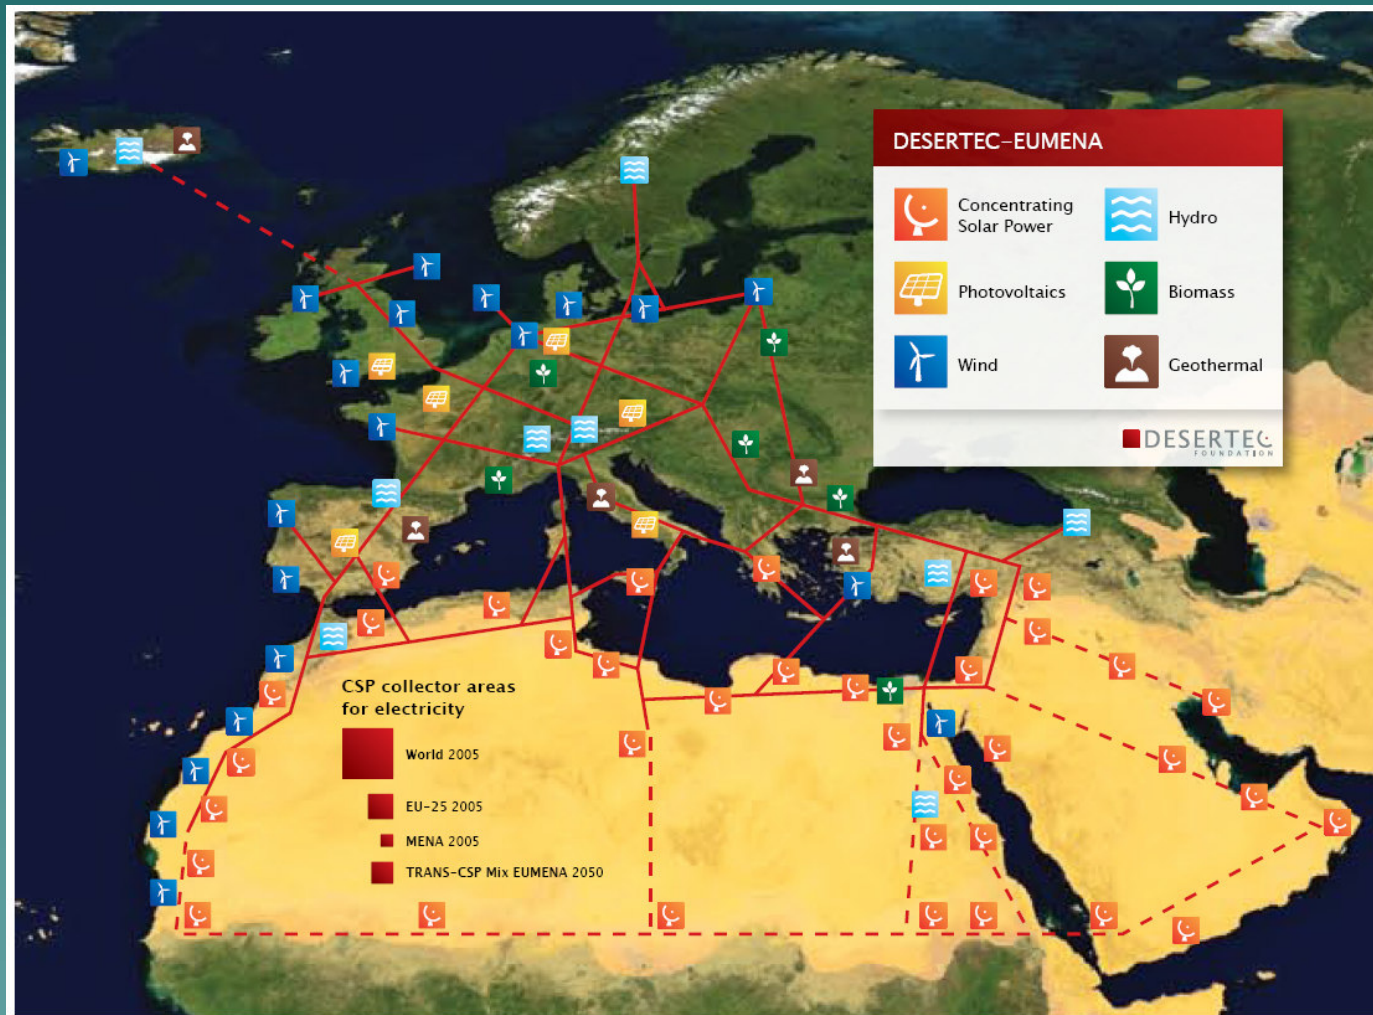 DESERTEC-EUMENA
Concentrating
Solar Power
Hydro
Photovoltaics
Biomass
Wind
Geothermal
DESERTEC
FOUNDATION
CSP collector areas
for electricity
World 2005
EU-25 2005
MENA 2005
TRANS-CSP Mix EUMENA 2050